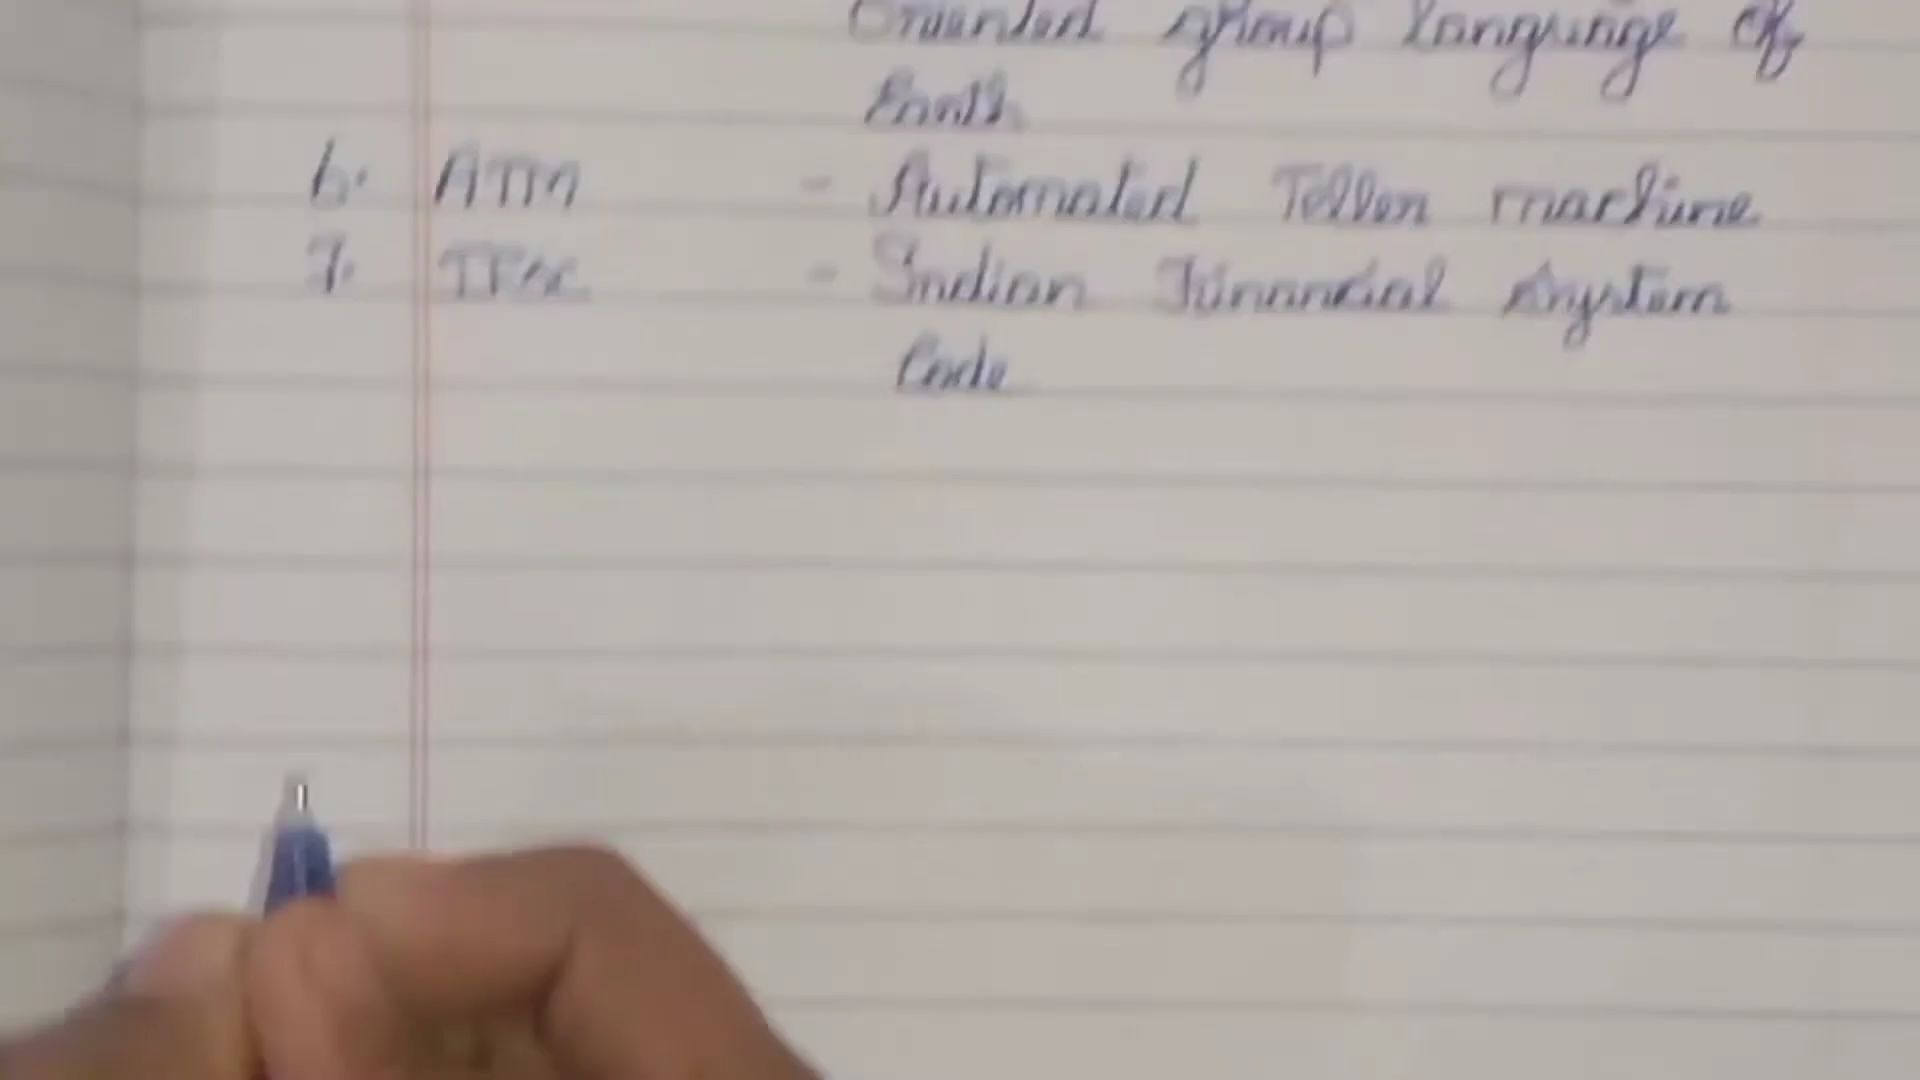 Oriented group language of
Earth
6. ATM - Automated Teller machine
7. IFSC - Indian Financial System
Code